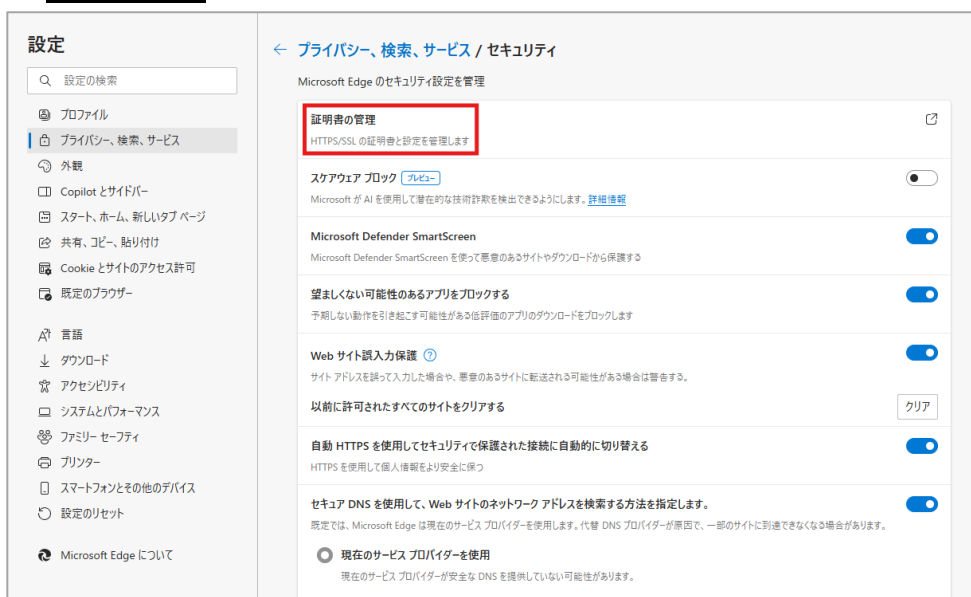 設定
設定の検索
プロファイル
プライバシー、検索、サービス
外観
Copilot とサイドバー
スタート、ホーム、新しいタブ ページ
共有、コピー、貼り付け
Cookie とサイトのアクセス許可
既定のブラウザー
言語
ダウンロード
アクセシビリティ
システムとパフォーマンス
ファミリー セーフティ
プリンター
スマートフォンとその他のデバイス
設定のリセット
Microsoft Edge について
← プライバシー、検索、サービス / セキュリティ
Microsoft Edge のセキュリティ設定を管理
証明書の管理
HTTPS/SSL の証明書と設定を管理します
スケアウェア ブロック プレビュー
Microsoft が AI を使用して潜在的な技術詐欺を検出できるようにします。詳細情報
Microsoft Defender SmartScreen
Microsoft Defender SmartScreen を使って悪意のあるサイトやダウンロードから保護する
望ましくない可能性のあるアプリをブロックする
予期しない動作を引き起こす可能性がある低評価のアプリのダウンロードをブロックします
Web サイト誤入力保護 ?
サイト アドレスを誤って入力した場合や、悪意のあるサイトに転送される可能性がある場合は警告する。
以前に許可されたすべてのサイトをクリアする クリア
自動 HTTPS を使用してセキュリティで保護された接続に自動的に切り替える
HTTPS を使用して個人情報をより安全に保つ
セキュア DNS を使用して、Web サイトのネットワーク アドレスを検索する方法を指定します。
既定では、Microsoft Edge は現在のサービス プロバイダーを使用します。代替 DNS プロバイダーが原因で、一部のサイトに到達できなくなる場合があります。
現在のサービス プロバイダーを使用
現在のサービス プロバイダーが安全な DNS を提供していない可能性があります。